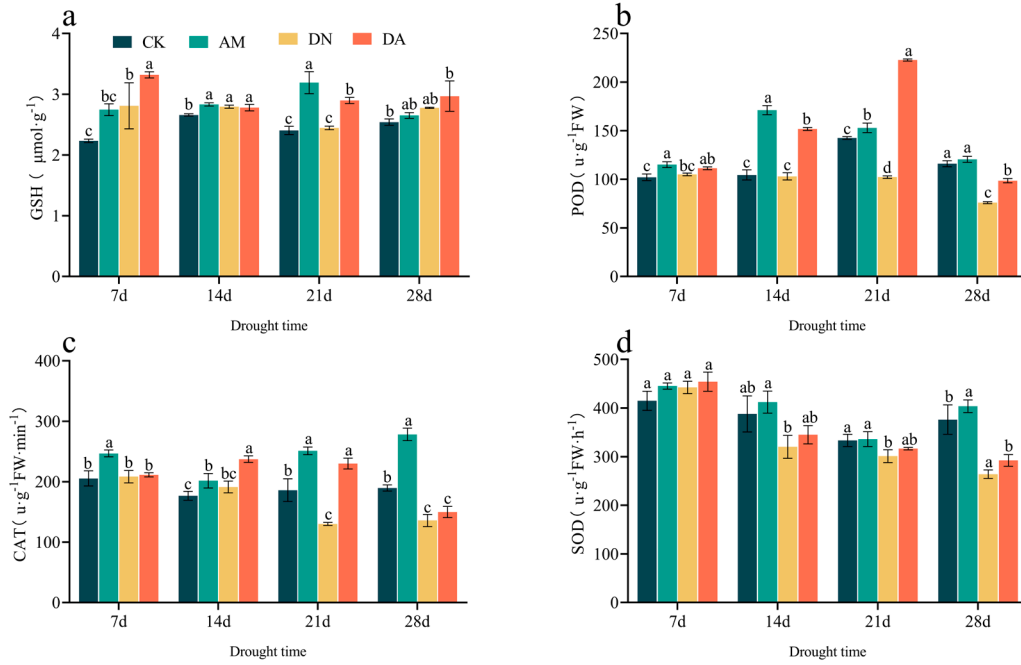 a
4
3
2
1
0
GSH ( μmol·g⁻¹)
CK AM DN DA
c bc b a
b a a a
c a c b
b ab ab b
7d 14d 21d 28d
Drought time
b
250
200
150
100
50
0
POD ( u·g⁻¹FW)
c a bc ab
c a c b
c b d a
a a c b
7d 14d 21d 28d
Drought time
c
400
300
200
100
0
CAT ( u·g⁻¹FW·min⁻¹)
b a b b
c b bc a
b a c a
b a c c
7d 14d 21d 28d
Drought time
d
500
400
300
200
100
0
SOD ( u·g⁻¹FW·h⁻¹)
a a a a
ab a b ab
a a b ab
b a c b
7d 14d 21d 28d
Drought time